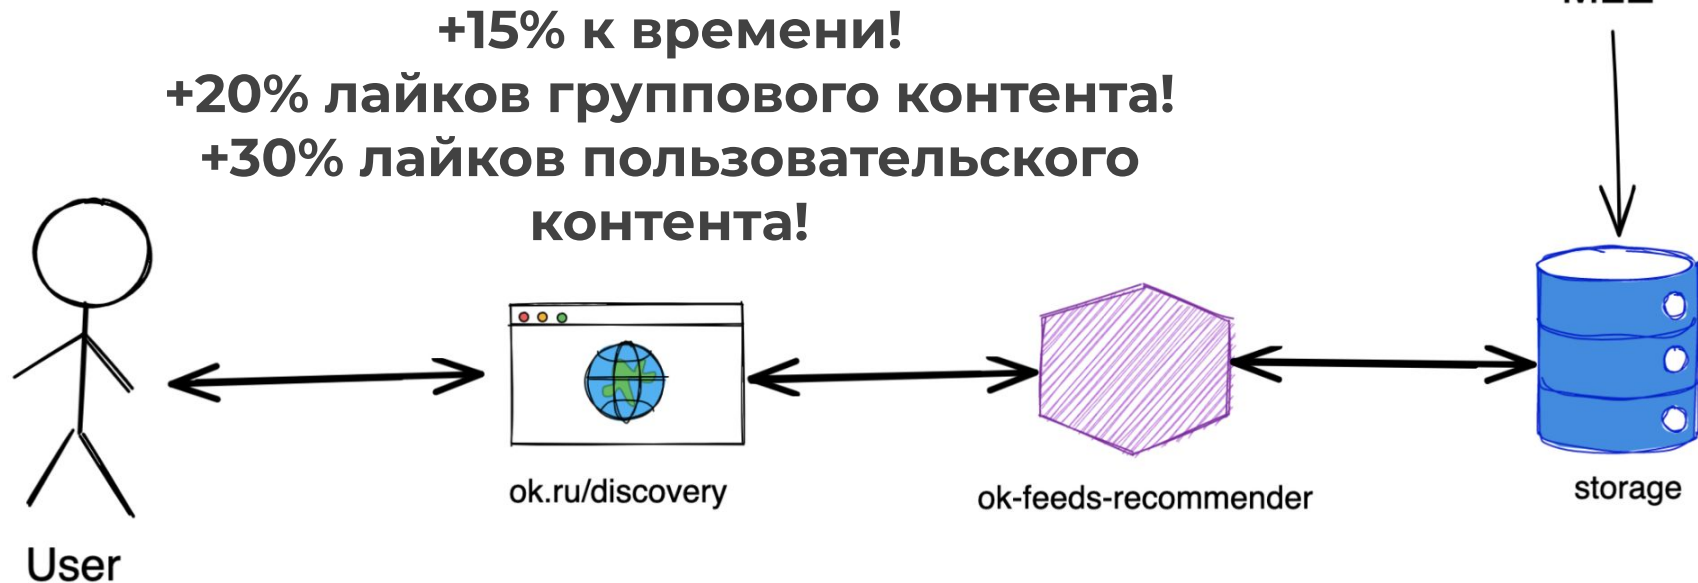 +15% к времени!
+20% лайков группового контента!
+30% лайков пользовательского
контента!
ok.ru/discovery
ok-feeds-recommender
storage
User